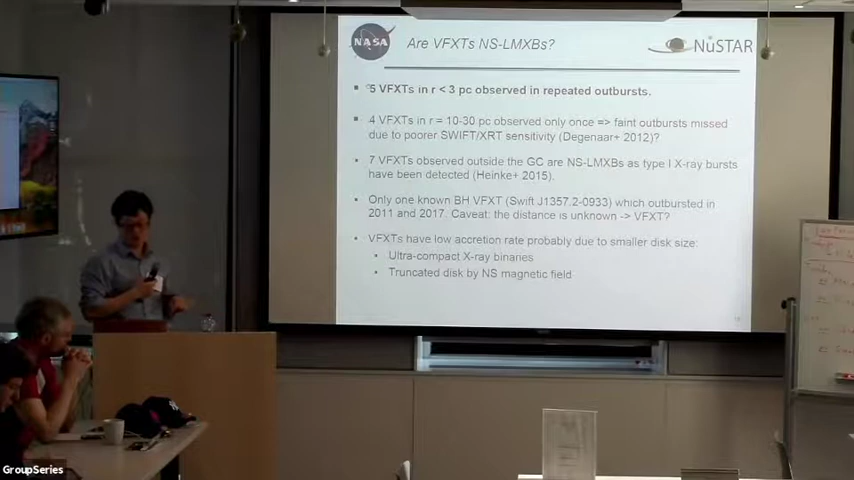 NASA
Are VFXTs NS-LMXBs?
NuSTAR
5 VFXTs in r < 3 pc observed in repeated outbursts.
4 VFXTs in r = 10-30 pc observed only once => faint outbursts missed
due to poorer SWIFT/XRT sensitivity (Degenaar+ 2012)?
7 VFXTs observed outside the GC are NS-LMXBs as type I X-ray bursts
have been detected (Heinke+ 2015).
Only one known BH VFXT (Swift J1357.2-0933) which outbursted in
2011 and 2017. Caveat: the distance is unknown -> VFXT?
VFXTs have low accretion rate probably due to smaller disk size:
Ultra-compact X-ray binaries
Truncated disk by NS magnetic field
GroupSeries